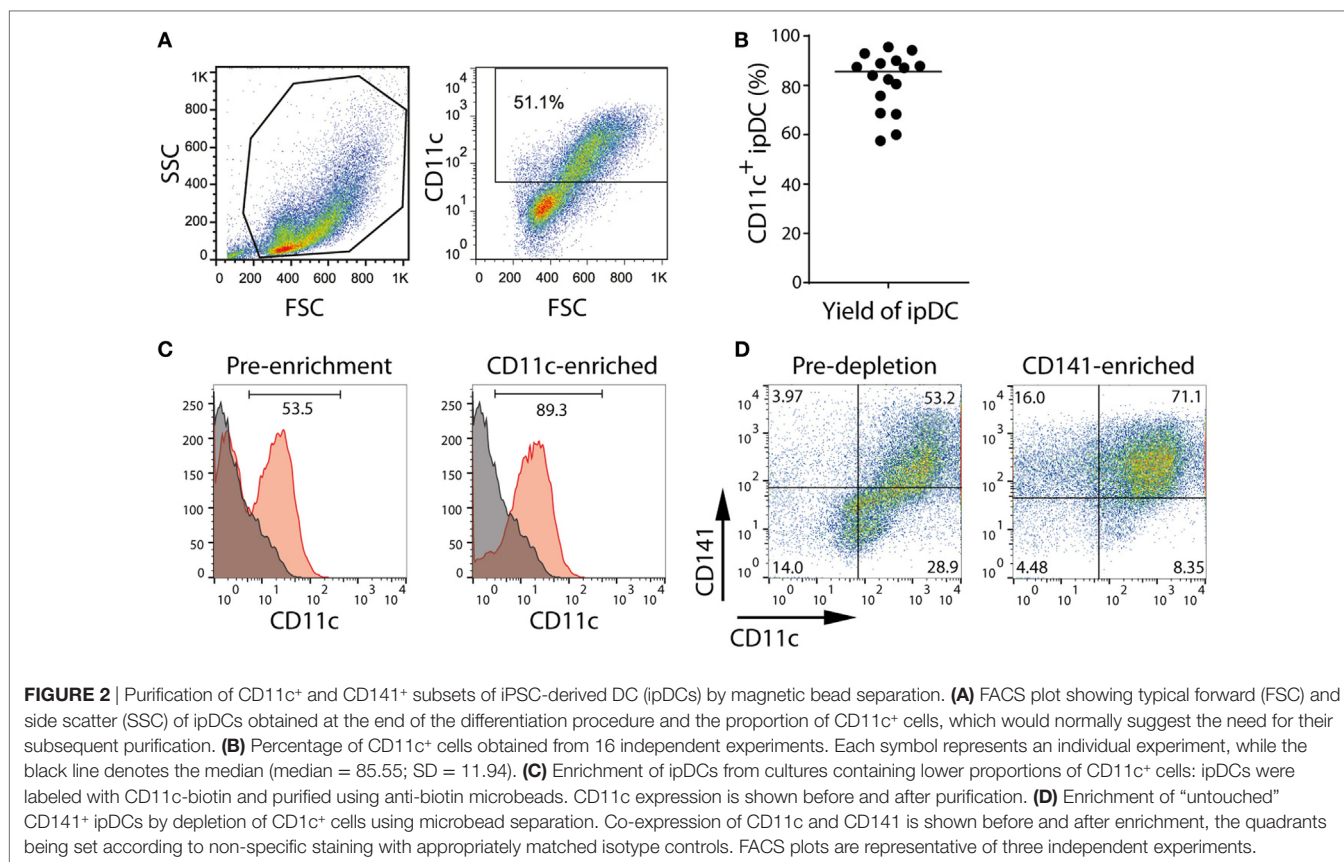 A
1K
800
600
400
200
0
SSC
0 200 400 600 800 1K
FSC
51.1%
10^4
10^3
10^2
10^1
10^0
CD11c
0 200 400 600 800 1K
FSC
B
100
80
60
40
20
0
CD11c+ ipDC (%)
Yield of ipDC
C
Pre-enrichment
53.5
250
200
150
100
50
0
10^0 10^1 10^2 10^3 10^4
CD11c
CD11c-enriched
89.3
250
200
150
100
50
0
10^0 10^1 10^2 10^3 10^4
CD11c
D
Pre-depletion
3.97 53.2
10^4
10^3
10^2
10^1
10^0
14.0 28.9
10^0 10^1 10^2 10^3 10^4
CD141-enriched
16.0 71.1
10^4
10^3
10^2
10^1
10^0
4.48 8.35
10^0 10^1 10^2 10^3 10^4
CD141
CD11c
FIGURE 2 | Purification of CD11c+ and CD141+ subsets of iPSC-derived DC (ipDCs) by magnetic bead separation. (A) FACS plot showing typical forward (FSC) and
side scatter (SSC) of ipDCs obtained at the end of the differentiation procedure and the proportion of CD11c+ cells, which would normally suggest the need for their
subsequent purification. (B) Percentage of CD11c+ cells obtained from 16 independent experiments. Each symbol represents an individual experiment, while the
black line denotes the median (median = 85.55; SD = 11.94). (C) Enrichment of ipDCs from cultures containing lower proportions of CD11c+ cells: ipDCs were
labeled with CD11c-biotin and purified using anti-biotin microbeads. CD11c expression is shown before and after purification. (D) Enrichment of “untouched”
CD141+ ipDCs by depletion of CD1c+ cells using microbead separation. Co-expression of CD11c and CD141 is shown before and after enrichment, the quadrants
being set according to non-specific staining with appropriately matched isotype controls. FACS plots are representative of three independent experiments.